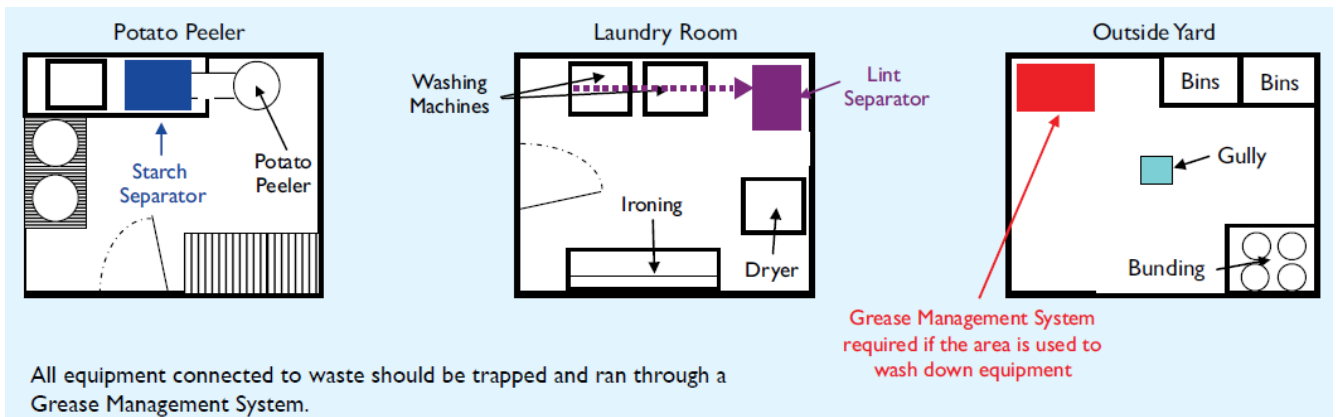 Potato Peeler
Starch
Separator
Potato
Peeler
Laundry Room
Washing
Machines
Lint
Separator
Ironing
Dryer
Outside Yard
Bins
Bins
Gully
Bunding
Grease Management System
required if the area is used to
wash down equipment
All equipment connected to waste should be trapped and ran through a
Grease Management System.